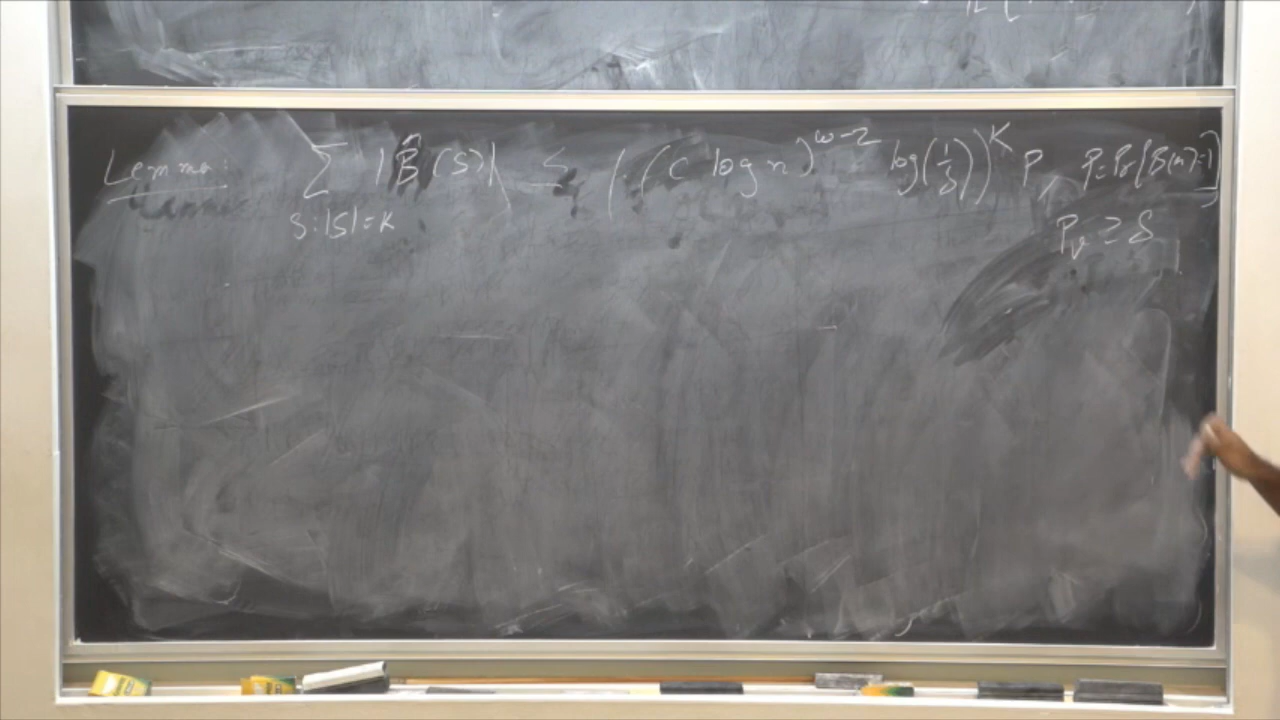 Lemma: ∑ |B̂(S)| ≤ ((c log n)^{ω-2} log(1/δ))^K P, P=Pr[B(u)=1]
S:|S|=K
P_v ≥ δ